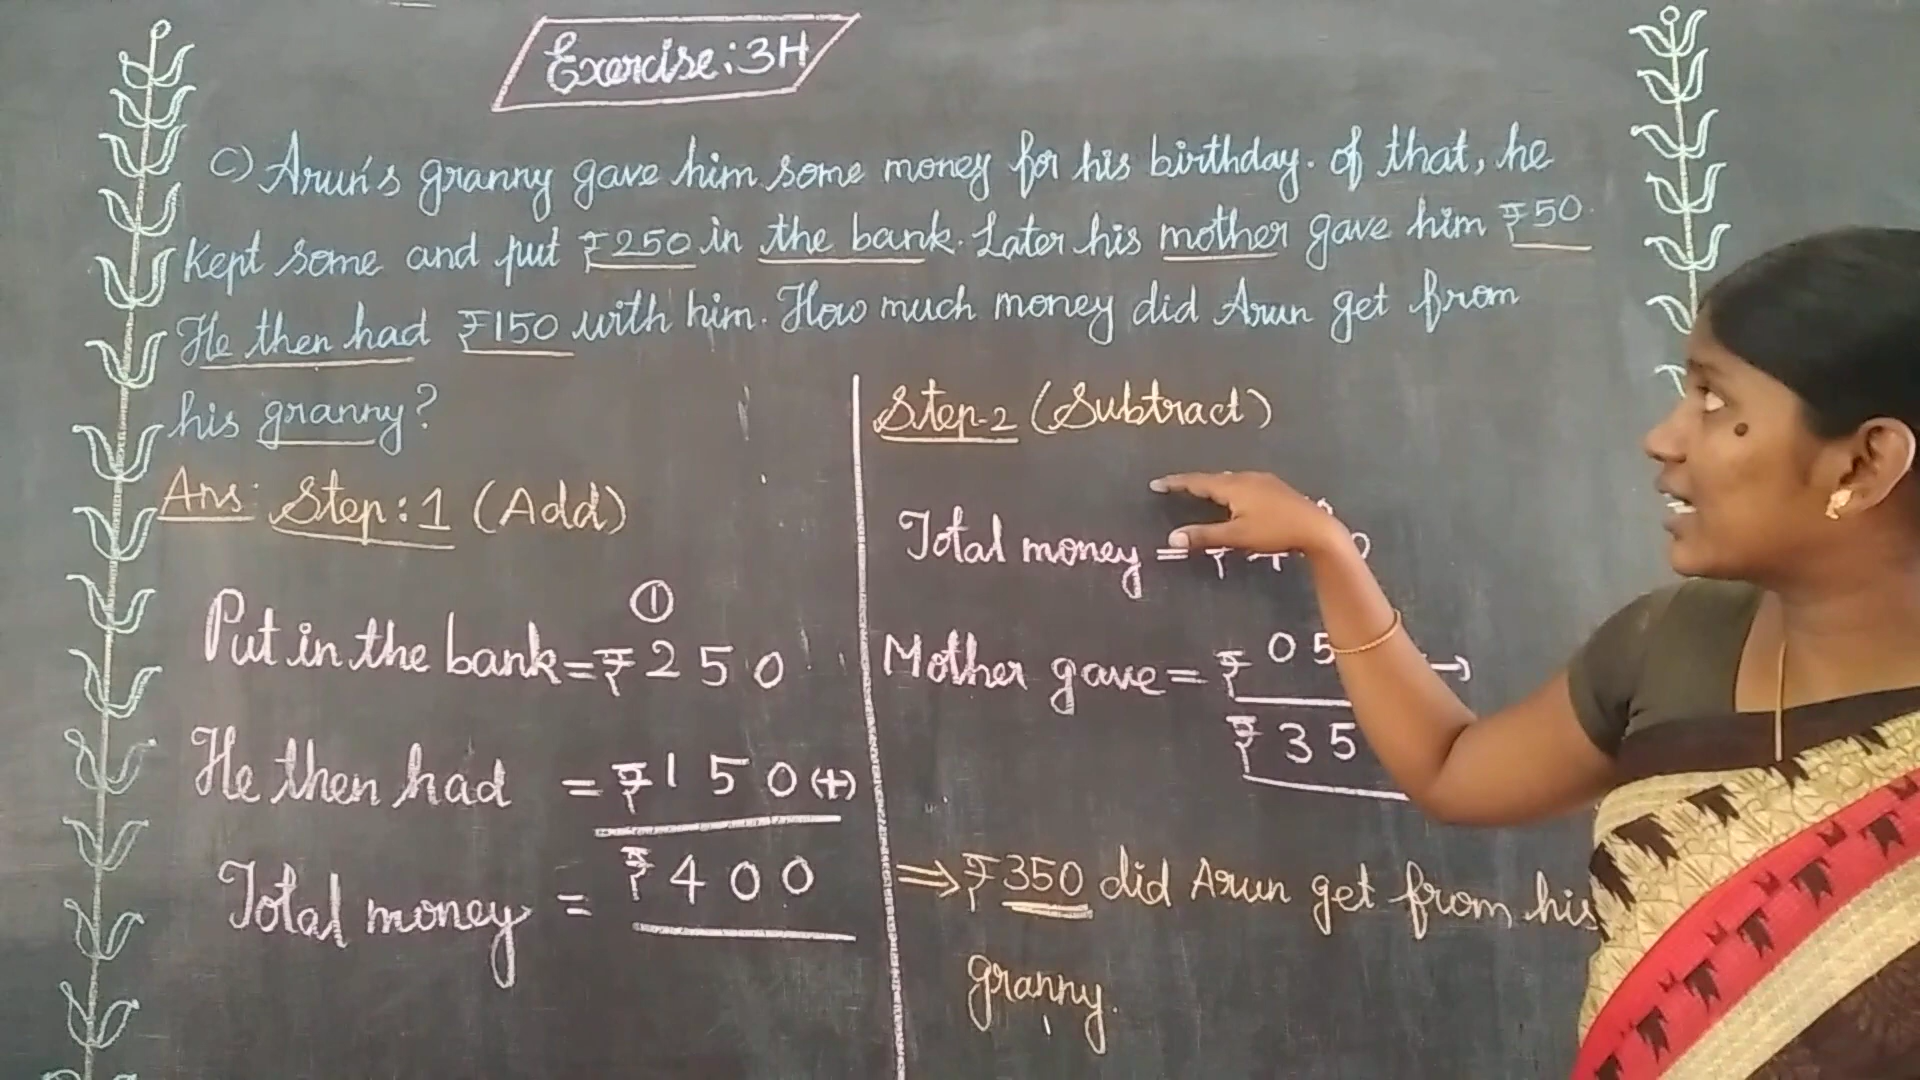 Exercise: 3H
c) Arun's granny gave him some money for his birthday. Of that, he
kept some and put ₹250 in the bank. Later his mother gave him ₹50.
He then had ₹150 with him. How much money did Arun get from
his granny?
Ans: Step:1 (Add)
①
Put in the bank = ₹ 2 5 0
He then had = ₹ 1 5 0 (+)
Total money = ₹ 4 0 0
Step-2 (Subtract)
Total money = ₹ 4
Mother gave = ₹ 0 5
₹ 3 5
⇒ ₹350 did Arun get from his
granny.